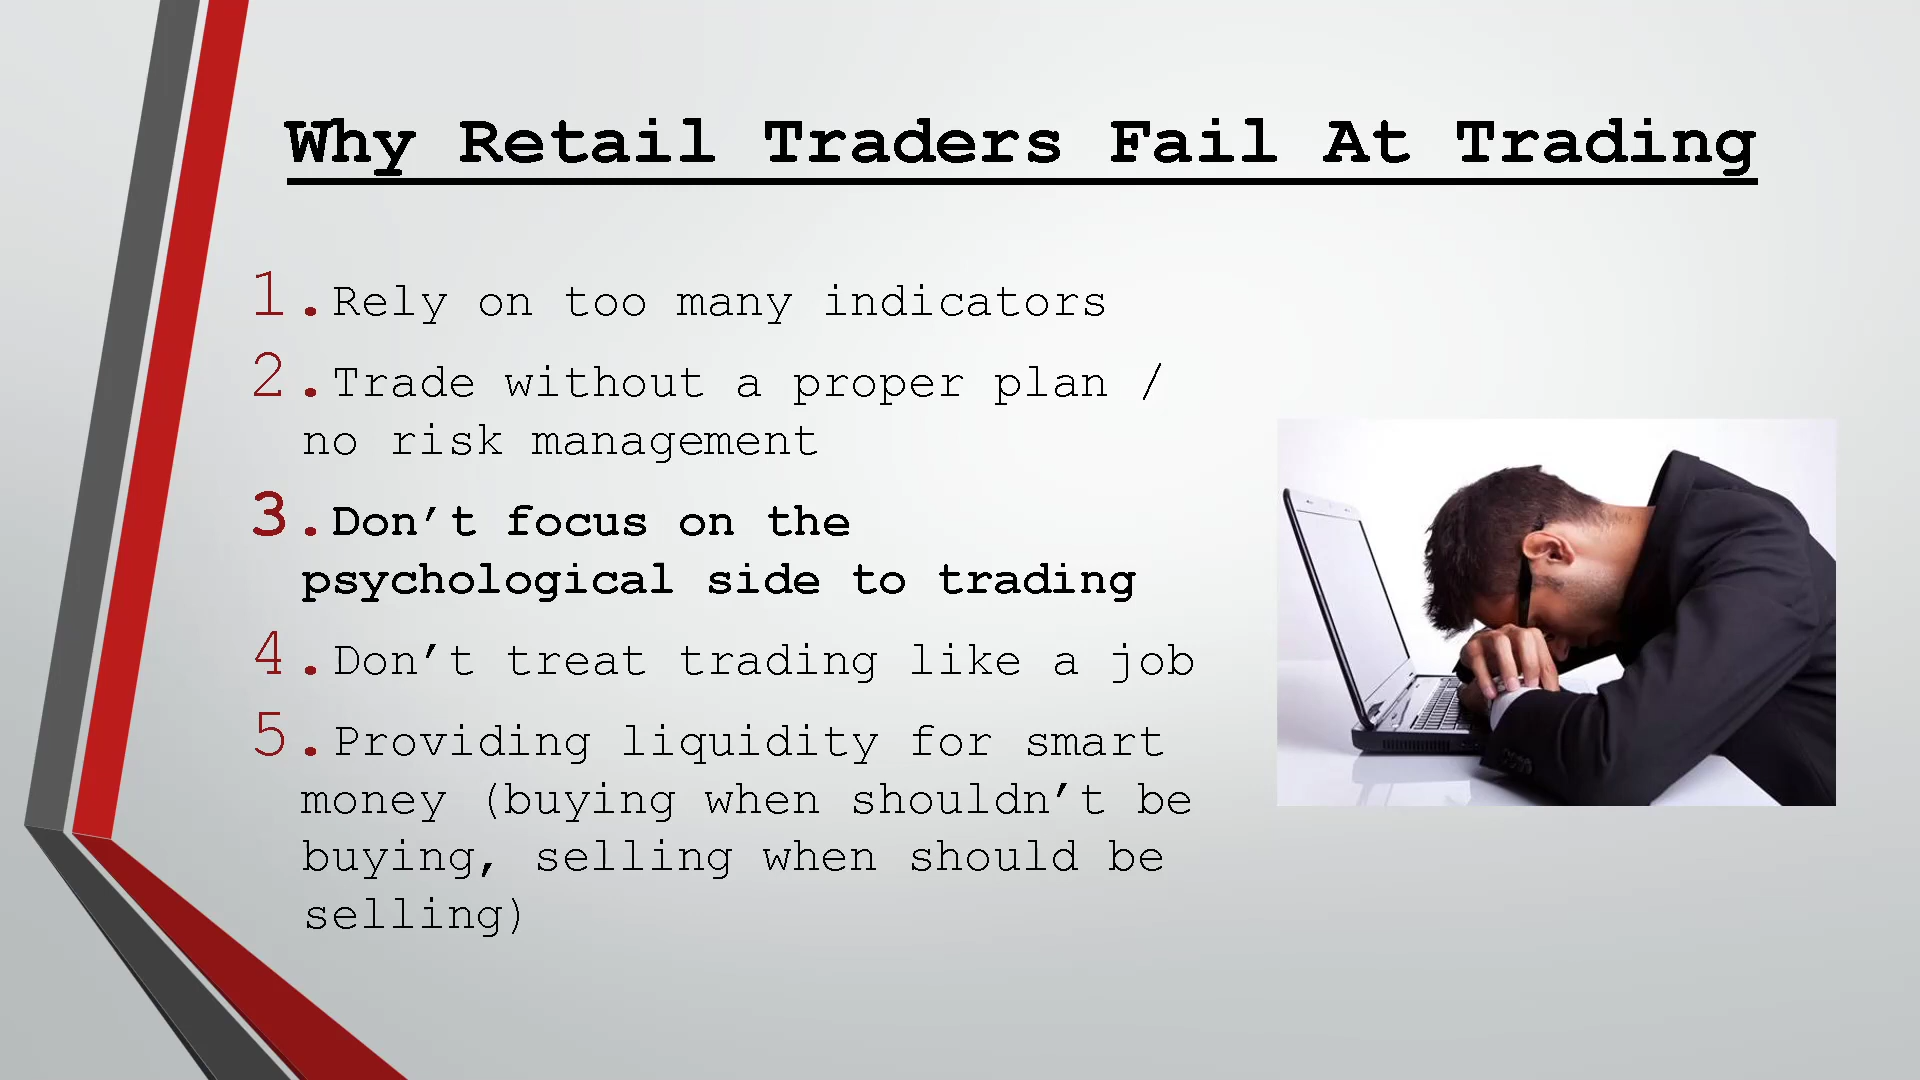 Why Retail Traders Fail At Trading
1.Rely on too many indicators
2.Trade without a proper plan /
no risk management
3.Don’t focus on the
psychological side to trading
4.Don’t treat trading like a job
5.Providing liquidity for smart
money (buying when shouldn’t be
buying, selling when should be
selling)